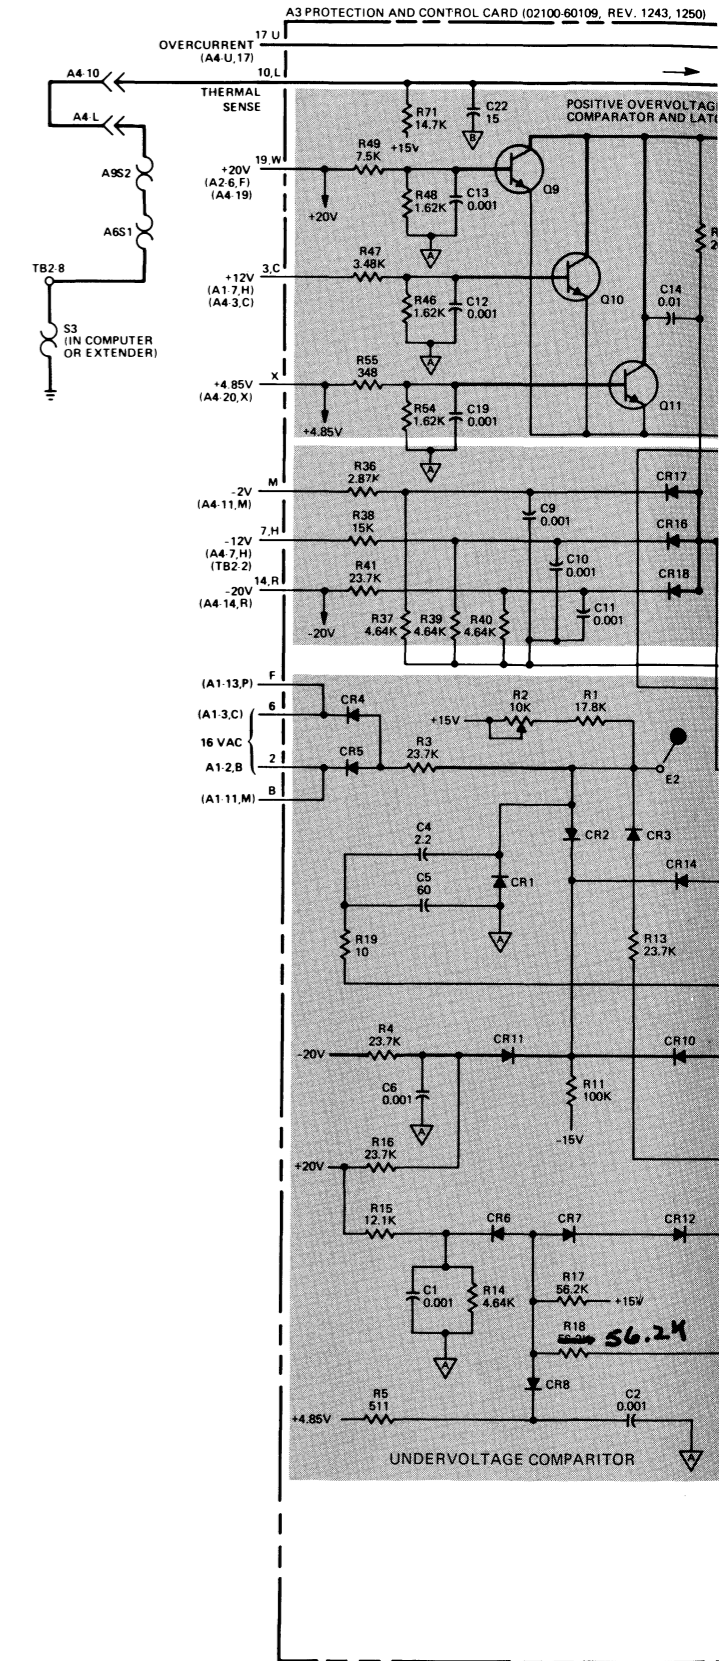 A3 PROTECTION AND CONTROL CARD (02100-60109, REV. 1243, 1250)
17 U
OVERCURRENT
(A4-U,17)
A4-10
10,L
THERMAL
SENSE
A4-L
R71
14.7K
+15V
C22
15
B
POSITIVE OVERVOLTAG
COMPARATOR AND LATC
A9S2
19,W
+20V
(A2-6,F)
(A4-19)
+20V
R49
7.5K
R48
1.62K
C13
0.001
A
Q9
A6S1
R
2
TB2-8
3,C
+12V
(A1-7,H)
(A4-3,C)
R47
3.48K
R46
1.62K
C12
0.001
A
Q10
C14
0.01
S3
(IN COMPUTER
OR EXTENDER)
X
+4.85V
(A4-20,X)
+4.85V
R55
348
R54
1.62K
C19
0.001
A
Q11
M
-2V
(A4-11,M)
R36
2.87K
C9
0.001
CR17
7,H
-12V
(A4-7,H)
(TB2-2)
R38
15K
C10
0.001
CR16
14,R
-20V
(A4-14,R)
-20V
R41
23.7K
C11
0.001
CR18
R37
4.64K
R39
4.64K
R40
4.64K
(A1-13,P)
F
(A1-3,C)
6
16 VAC
A1-2,B
2
(A1-11,M)
B
CR4
CR5
+15V
R2
10K
R1
17.8K
R3
23.7K
E2
C4
2.2
C5
60
CR1
A
CR2
CR3
CR14
R19
10
R13
23.7K
-20V
R4
23.7K
CR11
CR10
C6
0.001
A
R11
100K
-15V
+20V
R16
23.7K
R15
12.1K
CR6
CR7
CR12
C1
0.001
R14
4.64K
A
R17
56.2K
+15V
R18
56.2K
56.2K
CR8
+4.85V
R5
511
C2
0.001
A
UNDERVOLTAGE COMPARITOR